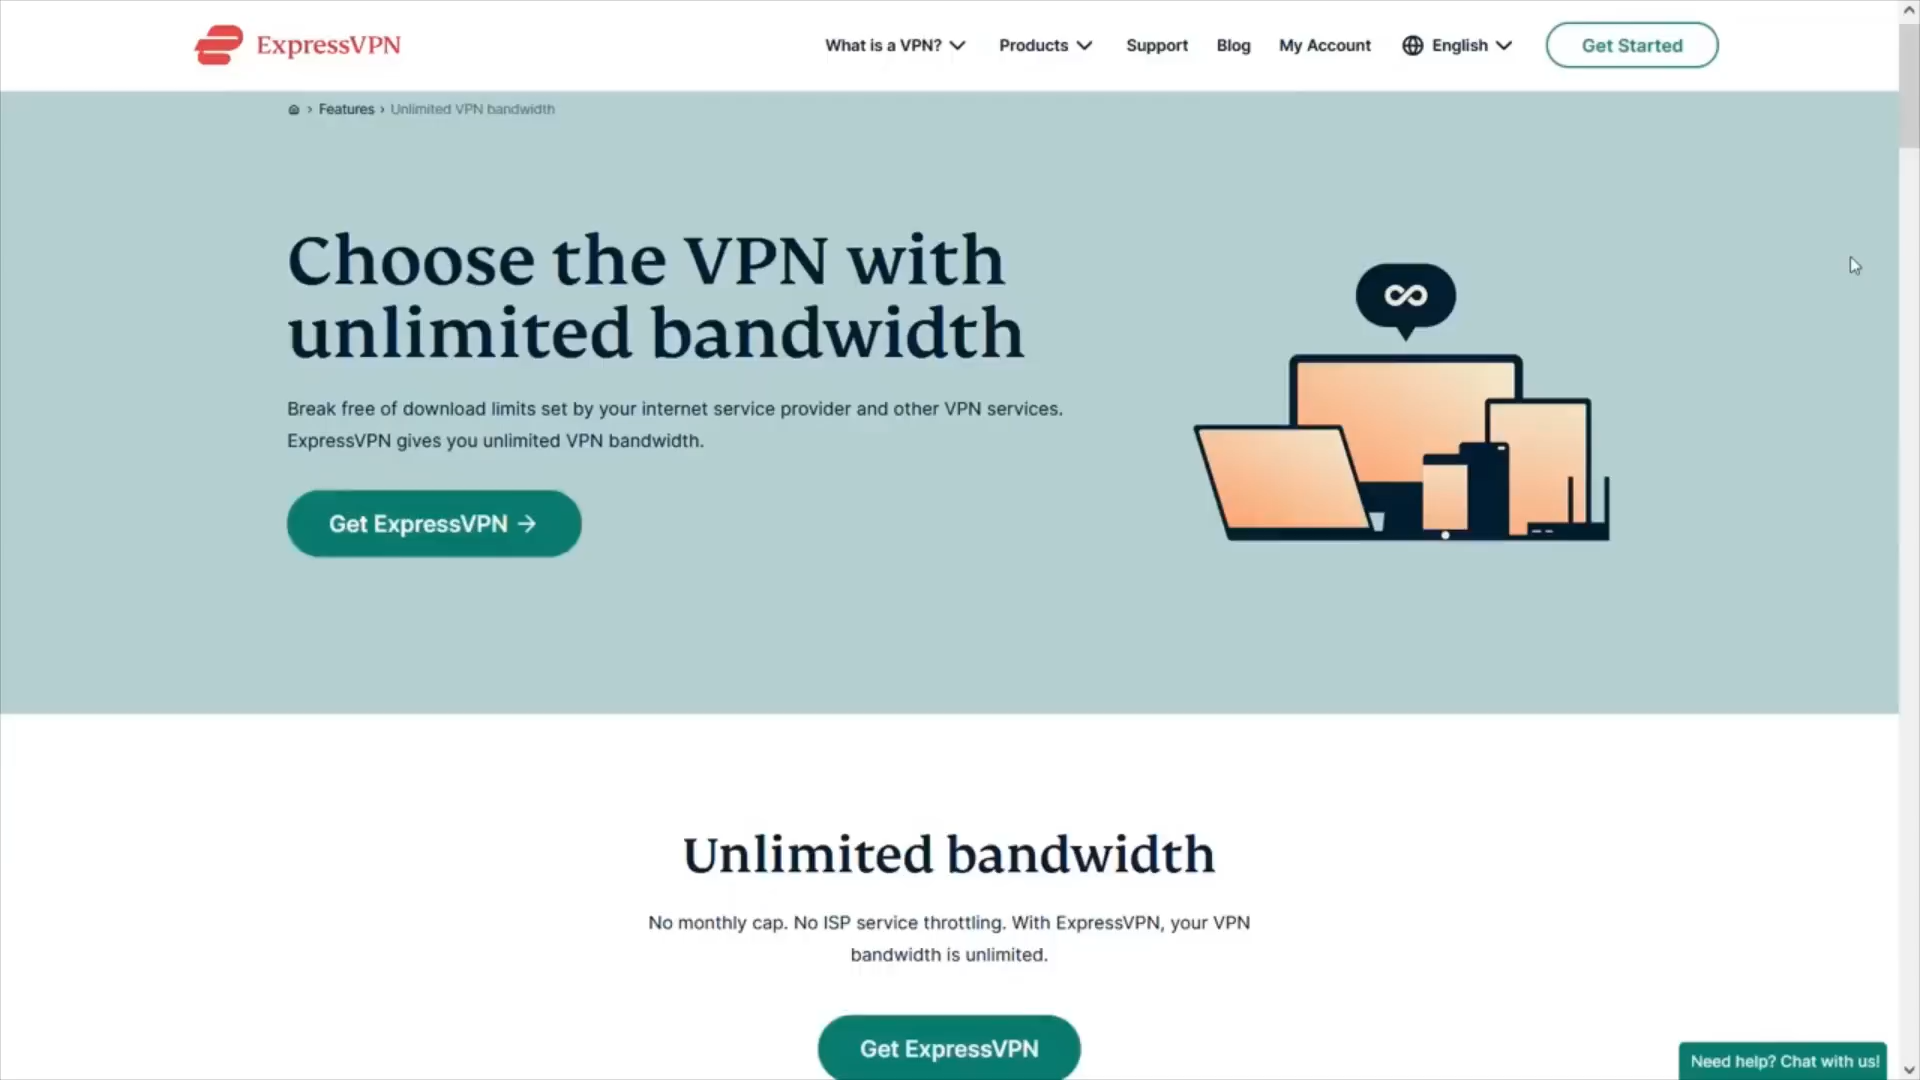 ExpressVPN
What is a VPN? Products Support Blog My Account English Get Started
> Features > Unlimited VPN bandwidth
Choose the VPN with
unlimited bandwidth
Break free of download limits set by your internet service provider and other VPN services.
ExpressVPN gives you unlimited VPN bandwidth.
Get ExpressVPN →
Unlimited bandwidth
No monthly cap. No ISP service throttling. With ExpressVPN, your VPN
bandwidth is unlimited.
Get ExpressVPN
Need help? Chat with us!